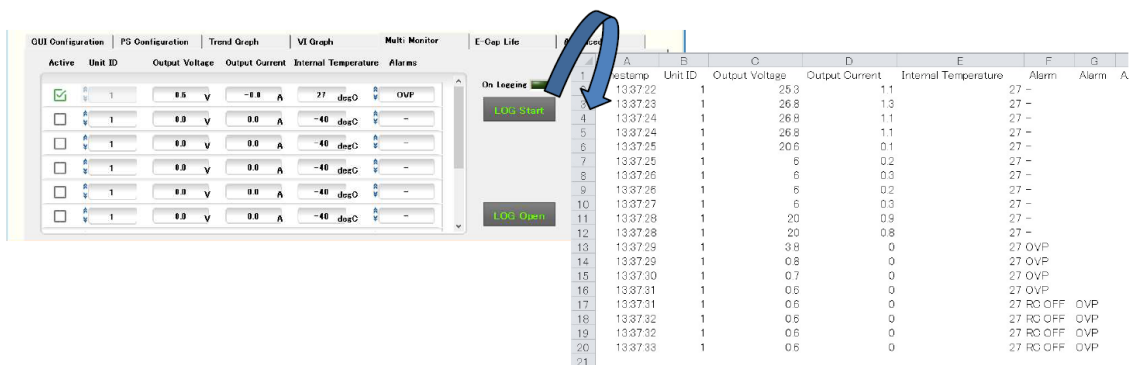 GUI Configuration PS Configuration Trend Graph VI Graph Multi Monitor E-Cap Life
Active Unit ID Output Voltage Output Current Internal Temperature Alarms
1 0.6 V -0.0 A 27 degC OVP
1 0.0 V 0.0 A -40 degC -
1 0.0 V 0.0 A -40 degC -
1 0.0 V 0.0 A -40 degC -
1 0.0 V 0.0 A -40 degC -
1 0.0 V 0.0 A -40 degC -
On Logging
LOG Start
LOG Open
A B C D E F G
1 Unit ID Output Voltage Output Current Internal Temperature Alarm Alarm A
13:37:22 1 25.3 1.1 27 -
3 13:37:23 1 26.8 1.3 27 -
4 13:37:24 1 26.8 1.1 27 -
5 13:37:24 1 26.8 1.1 27 -
6 13:37:25 1 20.6 0.1 27 -
7 13:37:25 1 6 0.2 27 -
8 13:37:26 1 6 0.3 27 -
9 13:37:26 1 6 0.2 27 -
10 13:37:27 1 6 0.3 27 -
11 13:37:28 1 20 0.9 27 -
12 13:37:28 1 20 0.8 27 -
13 13:37:29 1 3.8 0 27 OVP
14 13:37:29 1 0.8 0 27 OVP
15 13:37:30 1 0.7 0 27 OVP
16 13:37:31 1 0.6 0 27 OVP
17 13:37:31 1 0.6 0 27 RC OFF OVP
18 13:37:32 1 0.6 0 27 RC OFF OVP
19 13:37:32 1 0.6 0 27 RC OFF OVP
20 13:37:33 1 0.6 0 27 RC OFF OVP
21